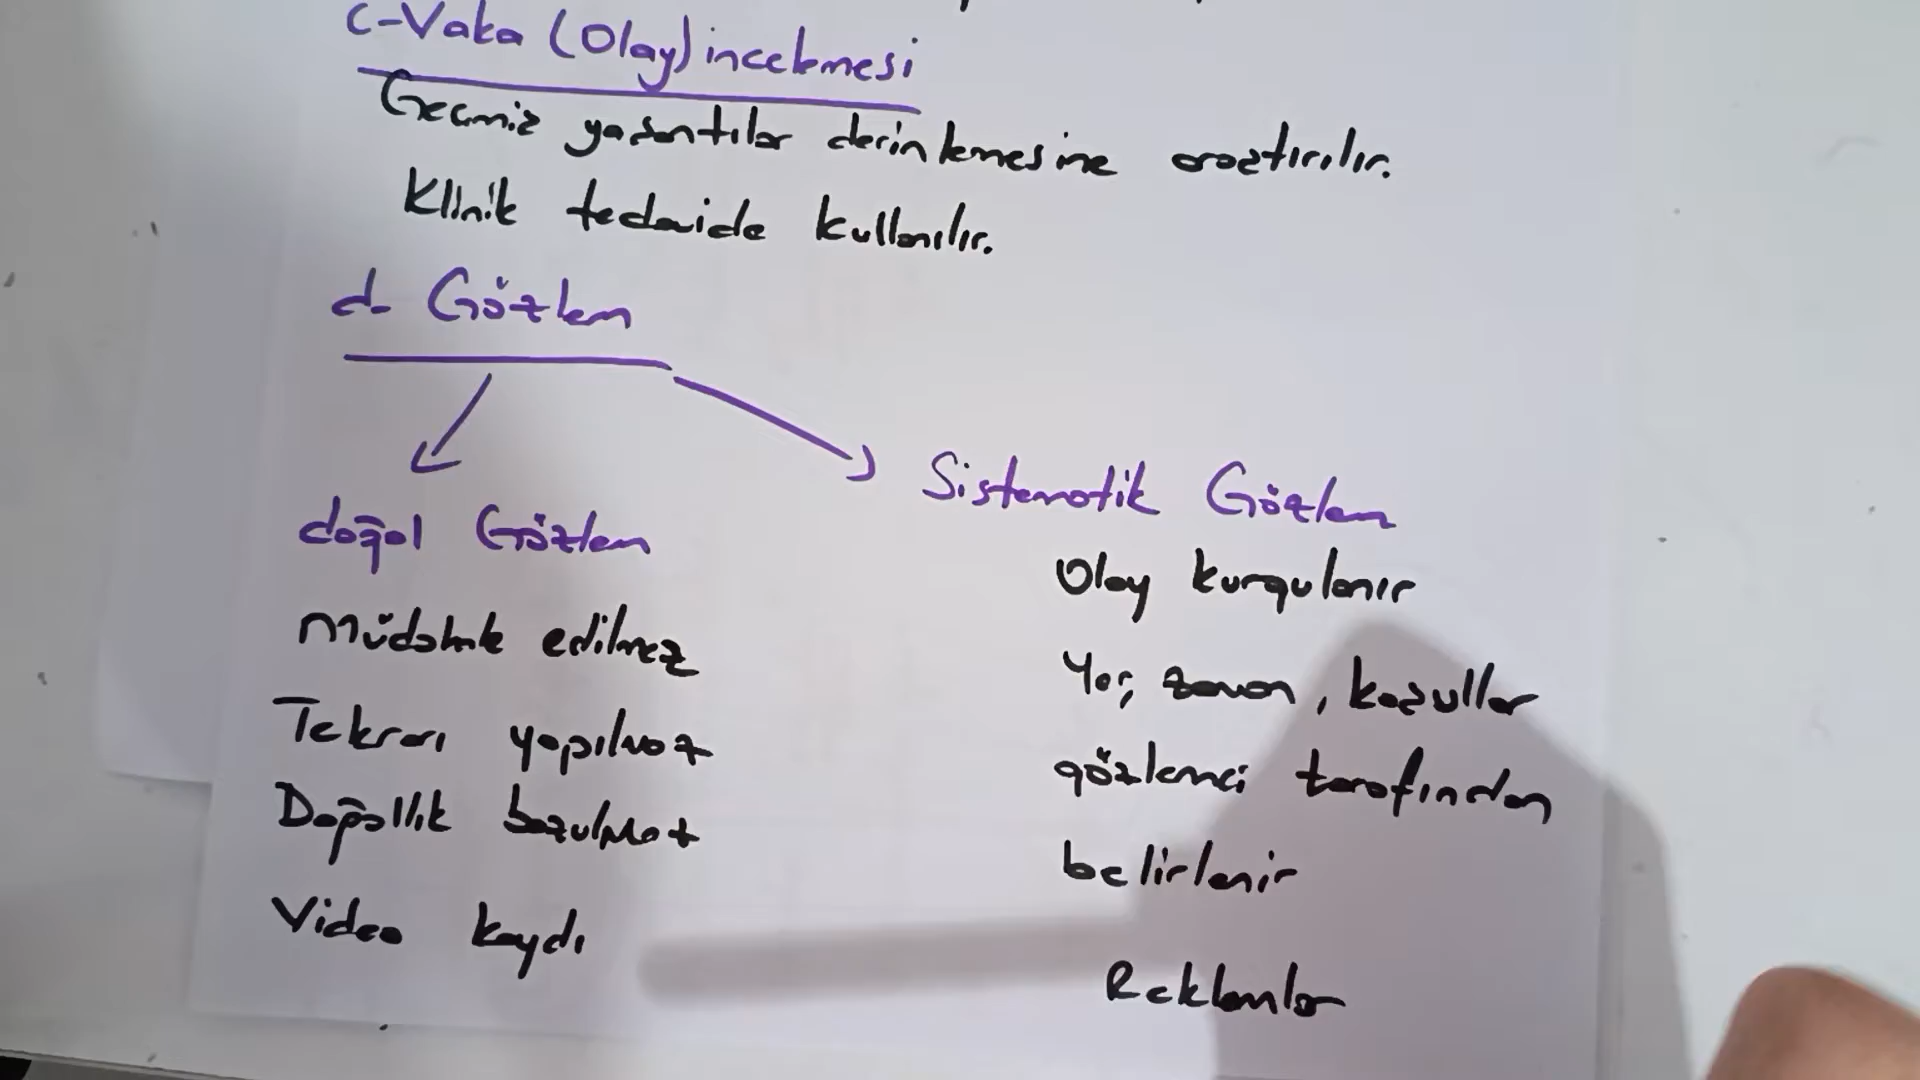 c-Vaka (Olay) incelemesi
Geçmiş yaşantılar derinlemesine araştırılır.
Klinik tedavide kullanılır.
d- Gözlem
doğal Gözlem
Müdahale edilmez
Tekrarı yapılmaz
Doğallık bozulmaz
Video kaydı
Sistematik Gözlem
Olay kurgulanır
Yer, zaman, koşullar
gözlemci tarafından
belirlenir
Reklamlar